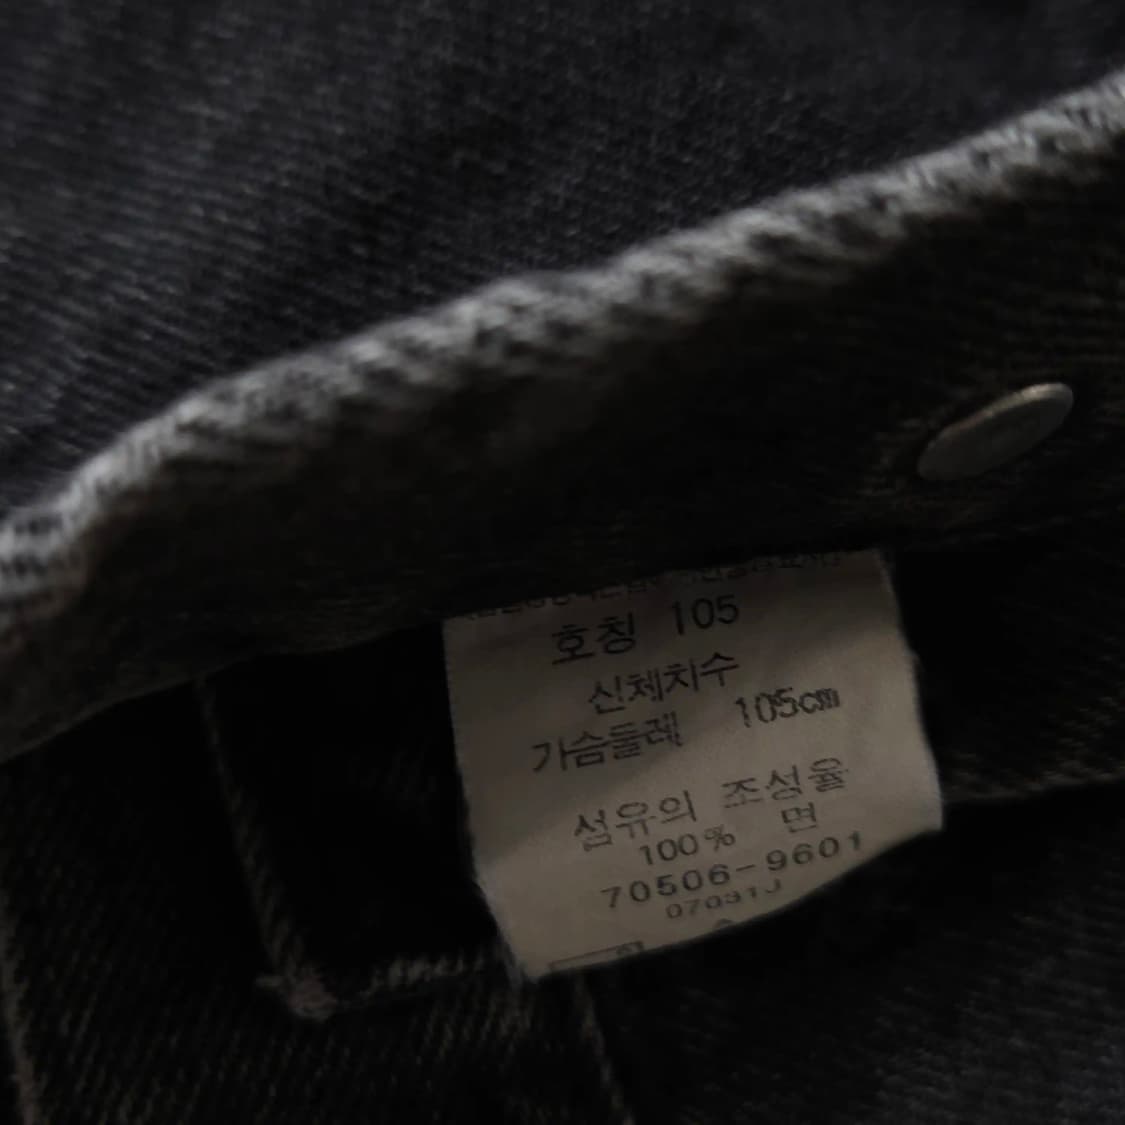 호칭 105
신체치수
가슴둘레 105cm
섬유의 조성율
100% 면
70506-9601
07031J